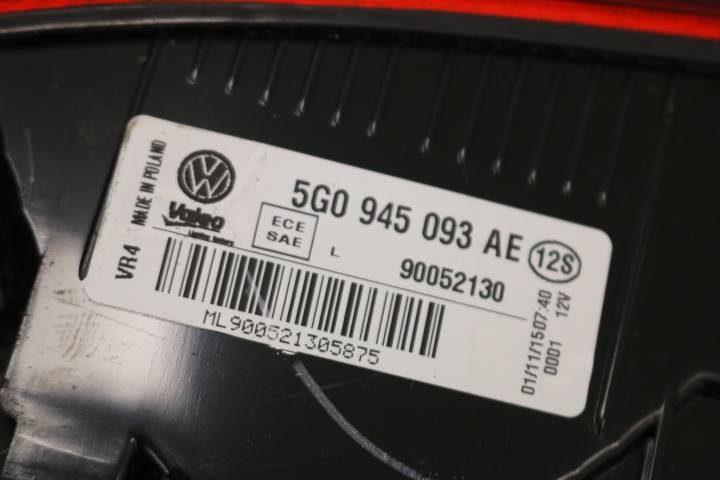 MADE IN POLAND
VW
Valeo
5G0 945 093 AE
12S
ECE
SAE
L
90052130
VR4
ML900521305875
01/11/15 07:40
0001 12V